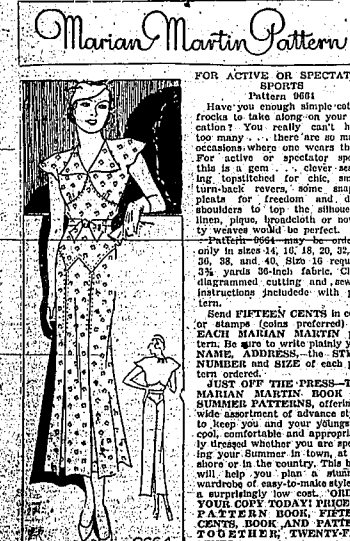 Marian Martin Pattern
FOR ACTIVE OR SPECTAT
SPORTS
Pattern 9664
Have you enough simple cot
frocks to take along on your
cation? You really can't h
too many . . . there are so m
occasions where one wears th
For active or spectator spo
this is a gem . . . clever sea
ing topstitched for chic, sm
turn-back revers, some snap
pleats for freedom and d
shoulders to top the silhoue
linen, pique, broadcloth or no
ty weaves would be perfect.
Pattern 9664 may be orde
only in sizes 14, 16, 18, 20, 32,
36, 38, and 40. Size 16 requ
yards 36-inch fabric.
diagrammed cutting and sew
instructions includede with p
tern.
Send FIFTEEN CENTS in c
or stamps (coins preferred)
EACH MARIAN MARTIN p
tern. Be sure to write plainly y
NAME, ADDRESS, the STY
NUMBER and SIZE of each p
tern ordered.
JUST OFF THE PRESS—T
MARIAN MARTIN BOOK
SUMMER PATTERNS, offerin
wide assortment of advance st
to keep you and your youngs
cool, comfortable and appropri
ly dressed whether you are spe
ing your Summer in town, at
shore or in the country. This b
will help you plan a stunn
wardrobe of easy-to-make style
a surprisingly low cost. ORD
YOUR COPY TODAY! PRICE
PATTERN BOOK, FIFTE
CENTS, BOOK AND PATTE
TOGETHER, TWENTY-F